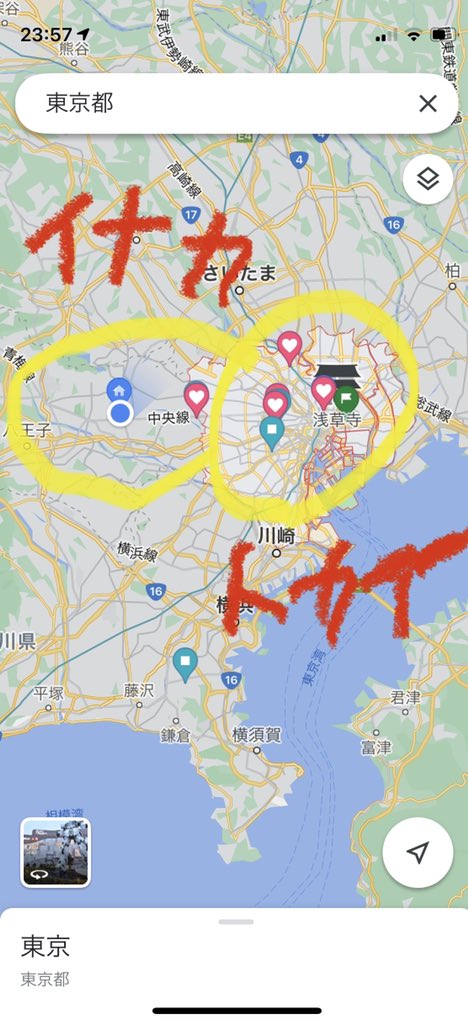 23:57
熊谷
東武伊勢崎線
東京都
E4
4
高崎線
17
16
イナカ
さいたま
柏
青梅
八王子
中央線
浅草寺
総武線
川崎
トカイ
横浜線
16
横浜
川県
16
東京湾
平塚
藤沢
君津
鎌倉
横須賀
富津
相模湾
東京
東京都